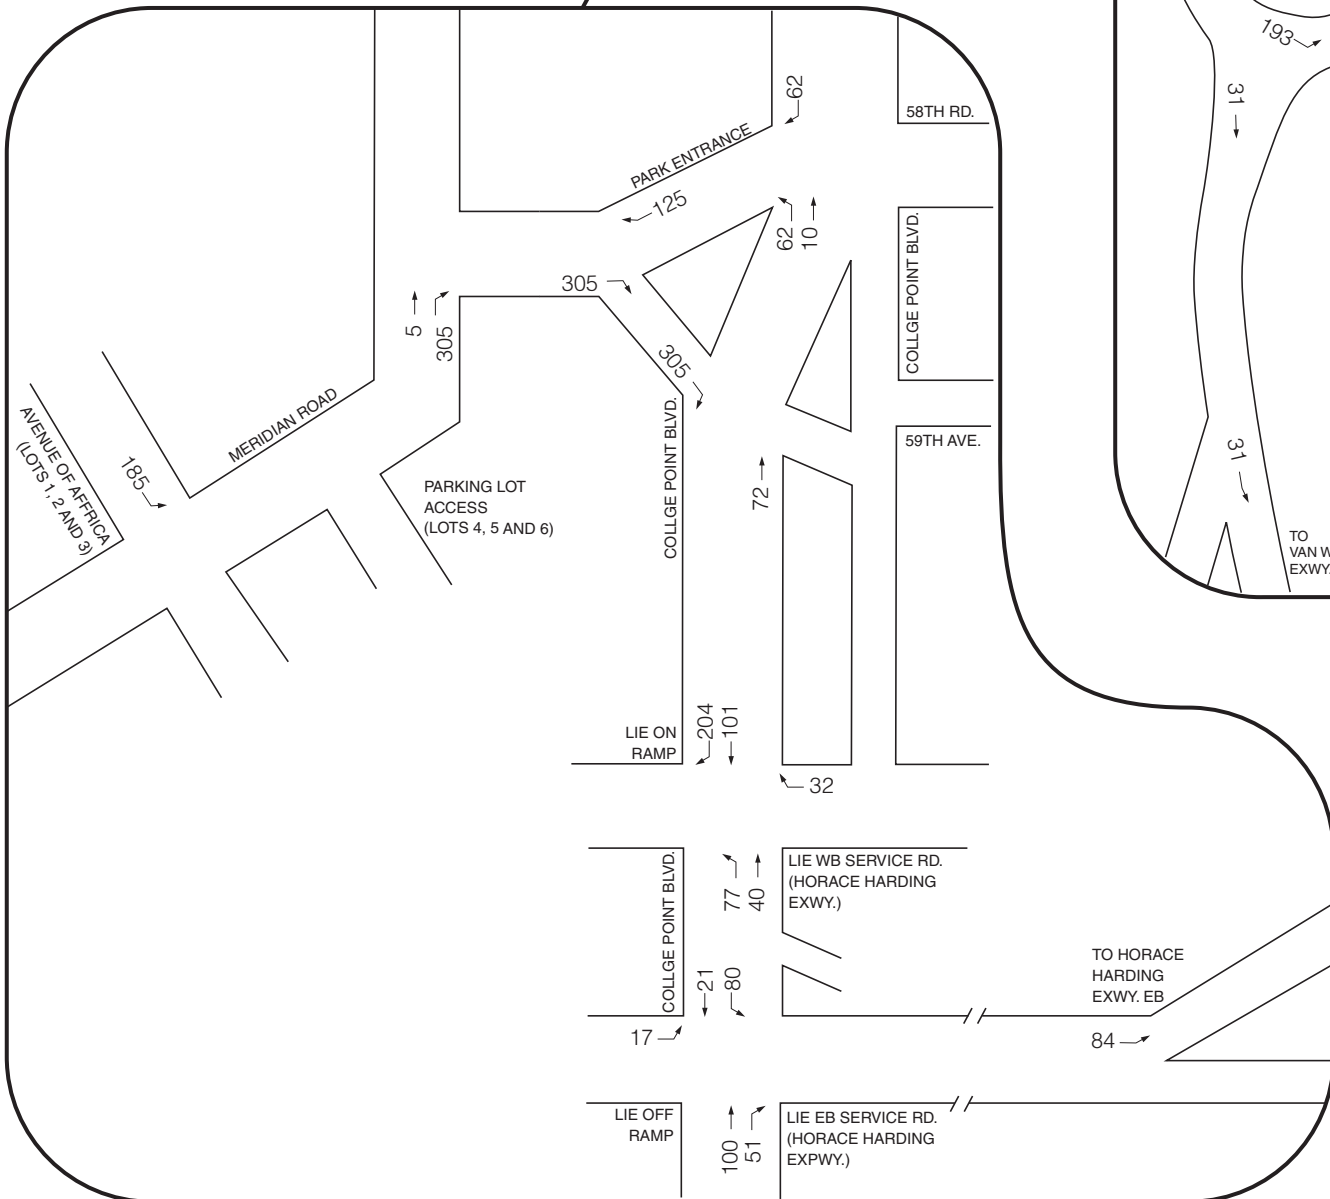 193
31
62
58TH RD.
PARK ENTRANCE
125
62
10
COLLGE POINT BLVD.
305
5
305
305
MERIDIAN ROAD
AVENUE OF AFFRICA
(LOTS 1, 2 AND 3)
185
PARKING LOT
ACCESS
(LOTS 4, 5 AND 6)
COLLGE POINT BLVD.
72
59TH AVE.
31
TO
VAN W
EXWY.
LIE ON
RAMP
204
101
32
COLLGE POINT BLVD.
77
40
LIE WB SERVICE RD.
(HORACE HARDING
EXWY.)
21
80
17
TO HORACE
HARDING
EXWY. EB
84
LIE OFF
RAMP
100
51
LIE EB SERVICE RD.
(HORACE HARDING
EXPWY.)